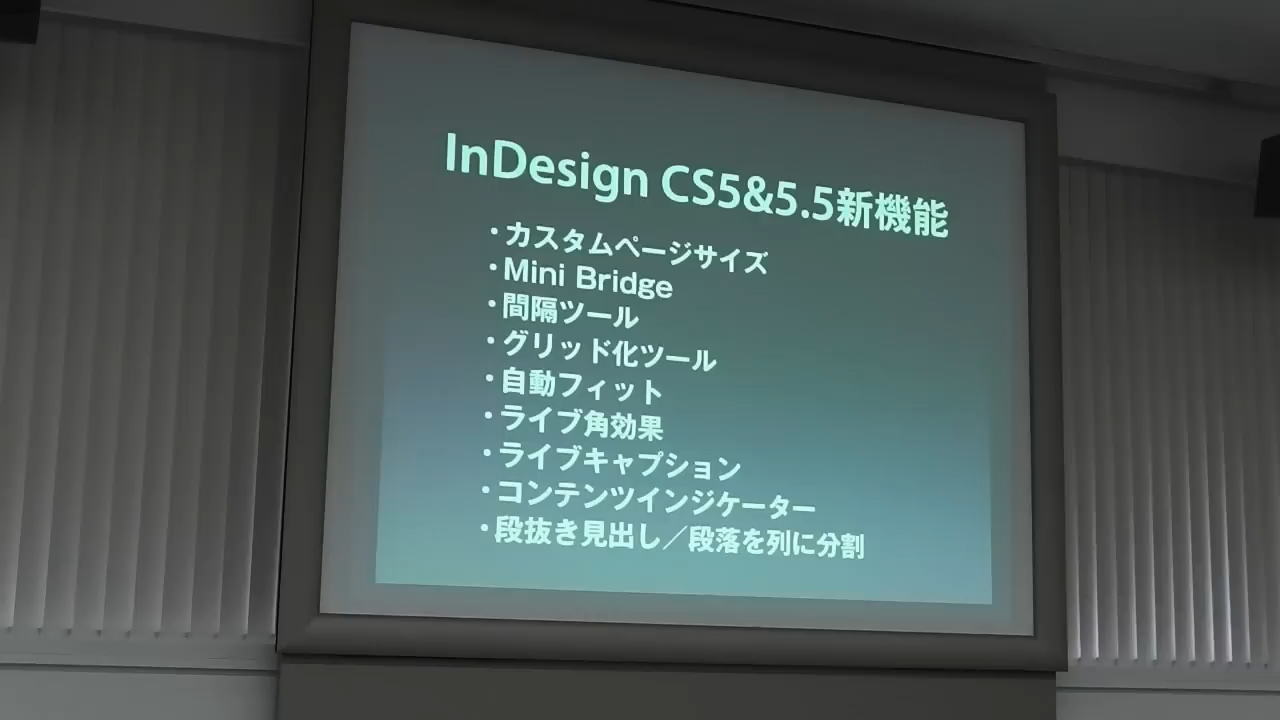 InDesign CS5&5.5新機能
・カスタムページサイズ
・Mini Bridge
・間隔ツール
・グリッド化ツール
・自動フィット
・ライブ角効果
・ライブキャプション
・コンテンツインジケーター
・段抜き見出し／段落を列に分割